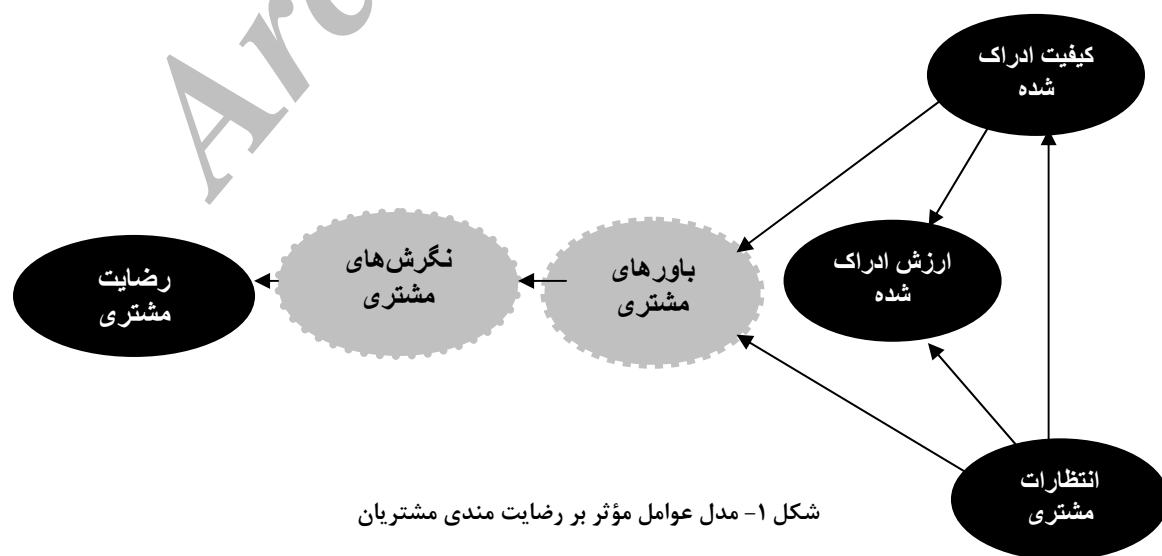 Arc
کیفیت ادراک
شده
ارزش ادراک
شده
باورهای
مشتری
نگرش‌های
مشتری
رضایت
مشتری
انتظارات
مشتری
شکل ۱- مدل عوامل مؤثر بر رضایت مندی مشتریان